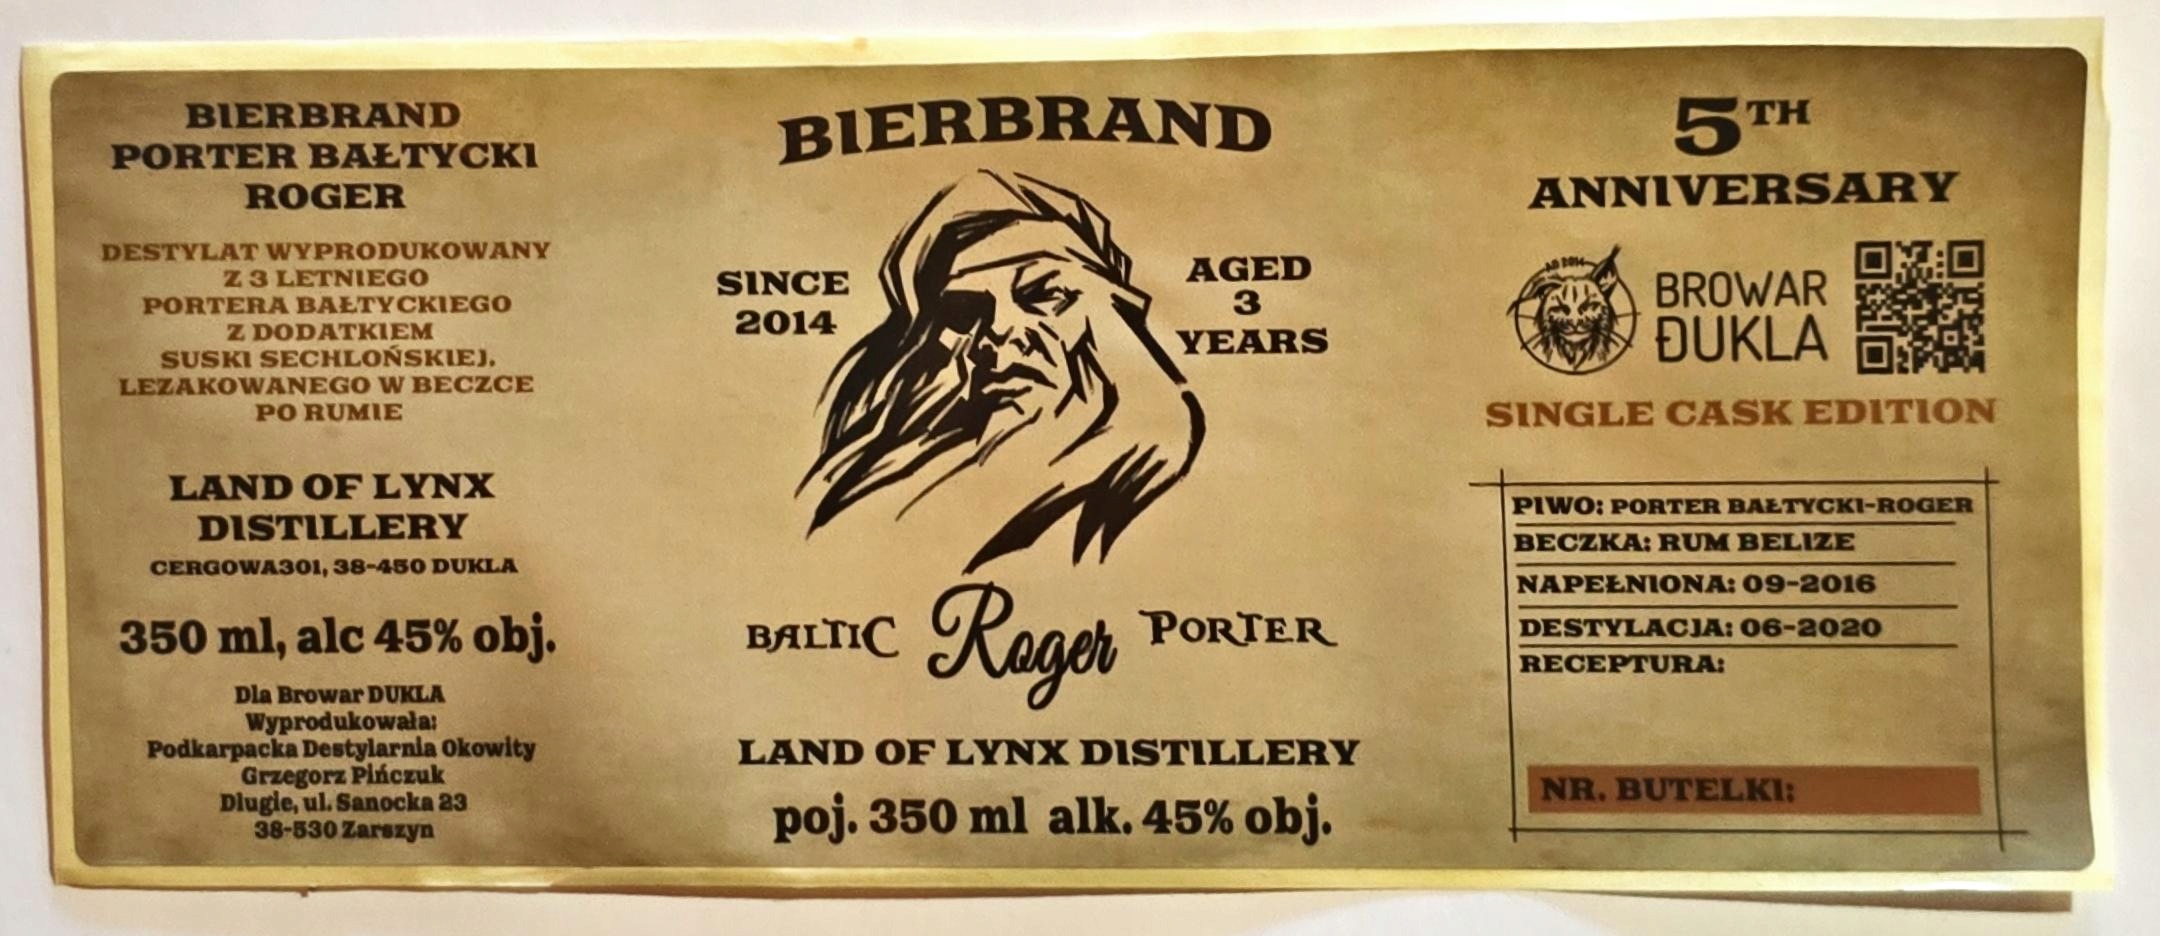 BIERBRAND
PORTER BAŁTYCKI
ROGER
DESTYLAT WYPRODUKOWANY
Z 3 LETNIEGO
PORTERA BAŁTYCKIEGO
Z DODATKIEM
SUSKI SECHLOŃSKIEJ,
LEZAKOWANEGO W BECZCE
PO RUMIE
LAND OF LYNX
DISTILLERY
CERGOWA301, 38-450 DUKLA
350 ml, alc 45% obj.
Dla Browar DUKLA
Wyprodukowała:
Podkarpacka Destylarnia Okowity
Grzegorz Pińczuk
Dlugie, ul. Sanocka 23
38-530 Zarszyn
BIERBRAND
SINCE
2014
AGED
3
YEARS
BALTIC Roger PORTER
LAND OF LYNX DISTILLERY
poj. 350 ml alk. 45% obj.
5TH
ANNIVERSARY
AD 2014
BROWAR
DUKLA
SINGLE CASK EDITION
PIWO: PORTER BAŁTYCKI-ROGER
BECZKA: RUM BELIZE
NAPEŁNIONA: 09-2016
DESTYLACJA: 06-2020
RECEPTURA:
NR. BUTELKI: